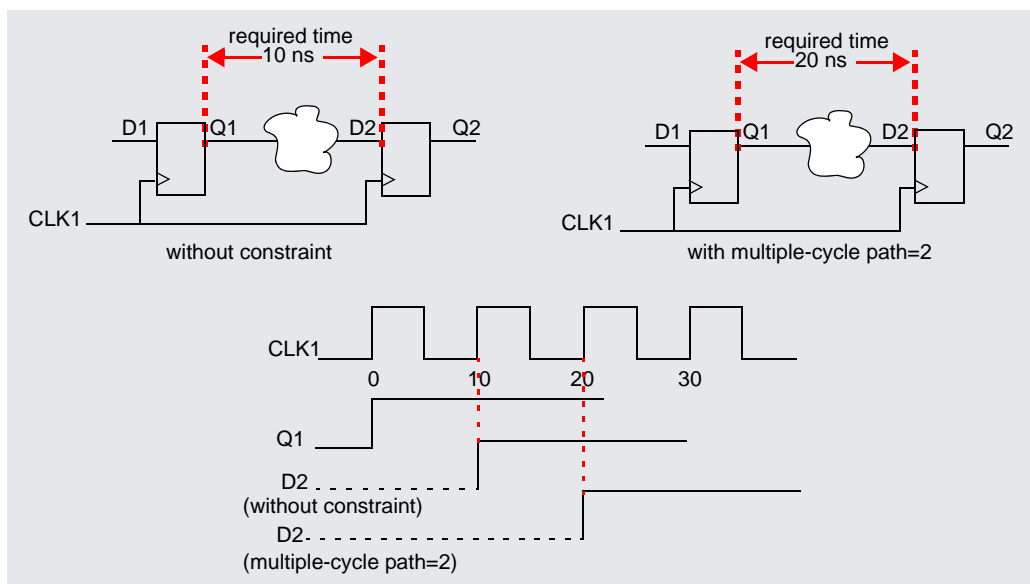 required time
10 ns
D1 Q1 D2 Q2
CLK1
without constraint
required time
20 ns
D1 Q1 D2 Q2
CLK1
with multiple-cycle path=2
CLK1
0 10 20 30
Q1
D2
(without constraint)
D2
(multiple-cycle path=2)